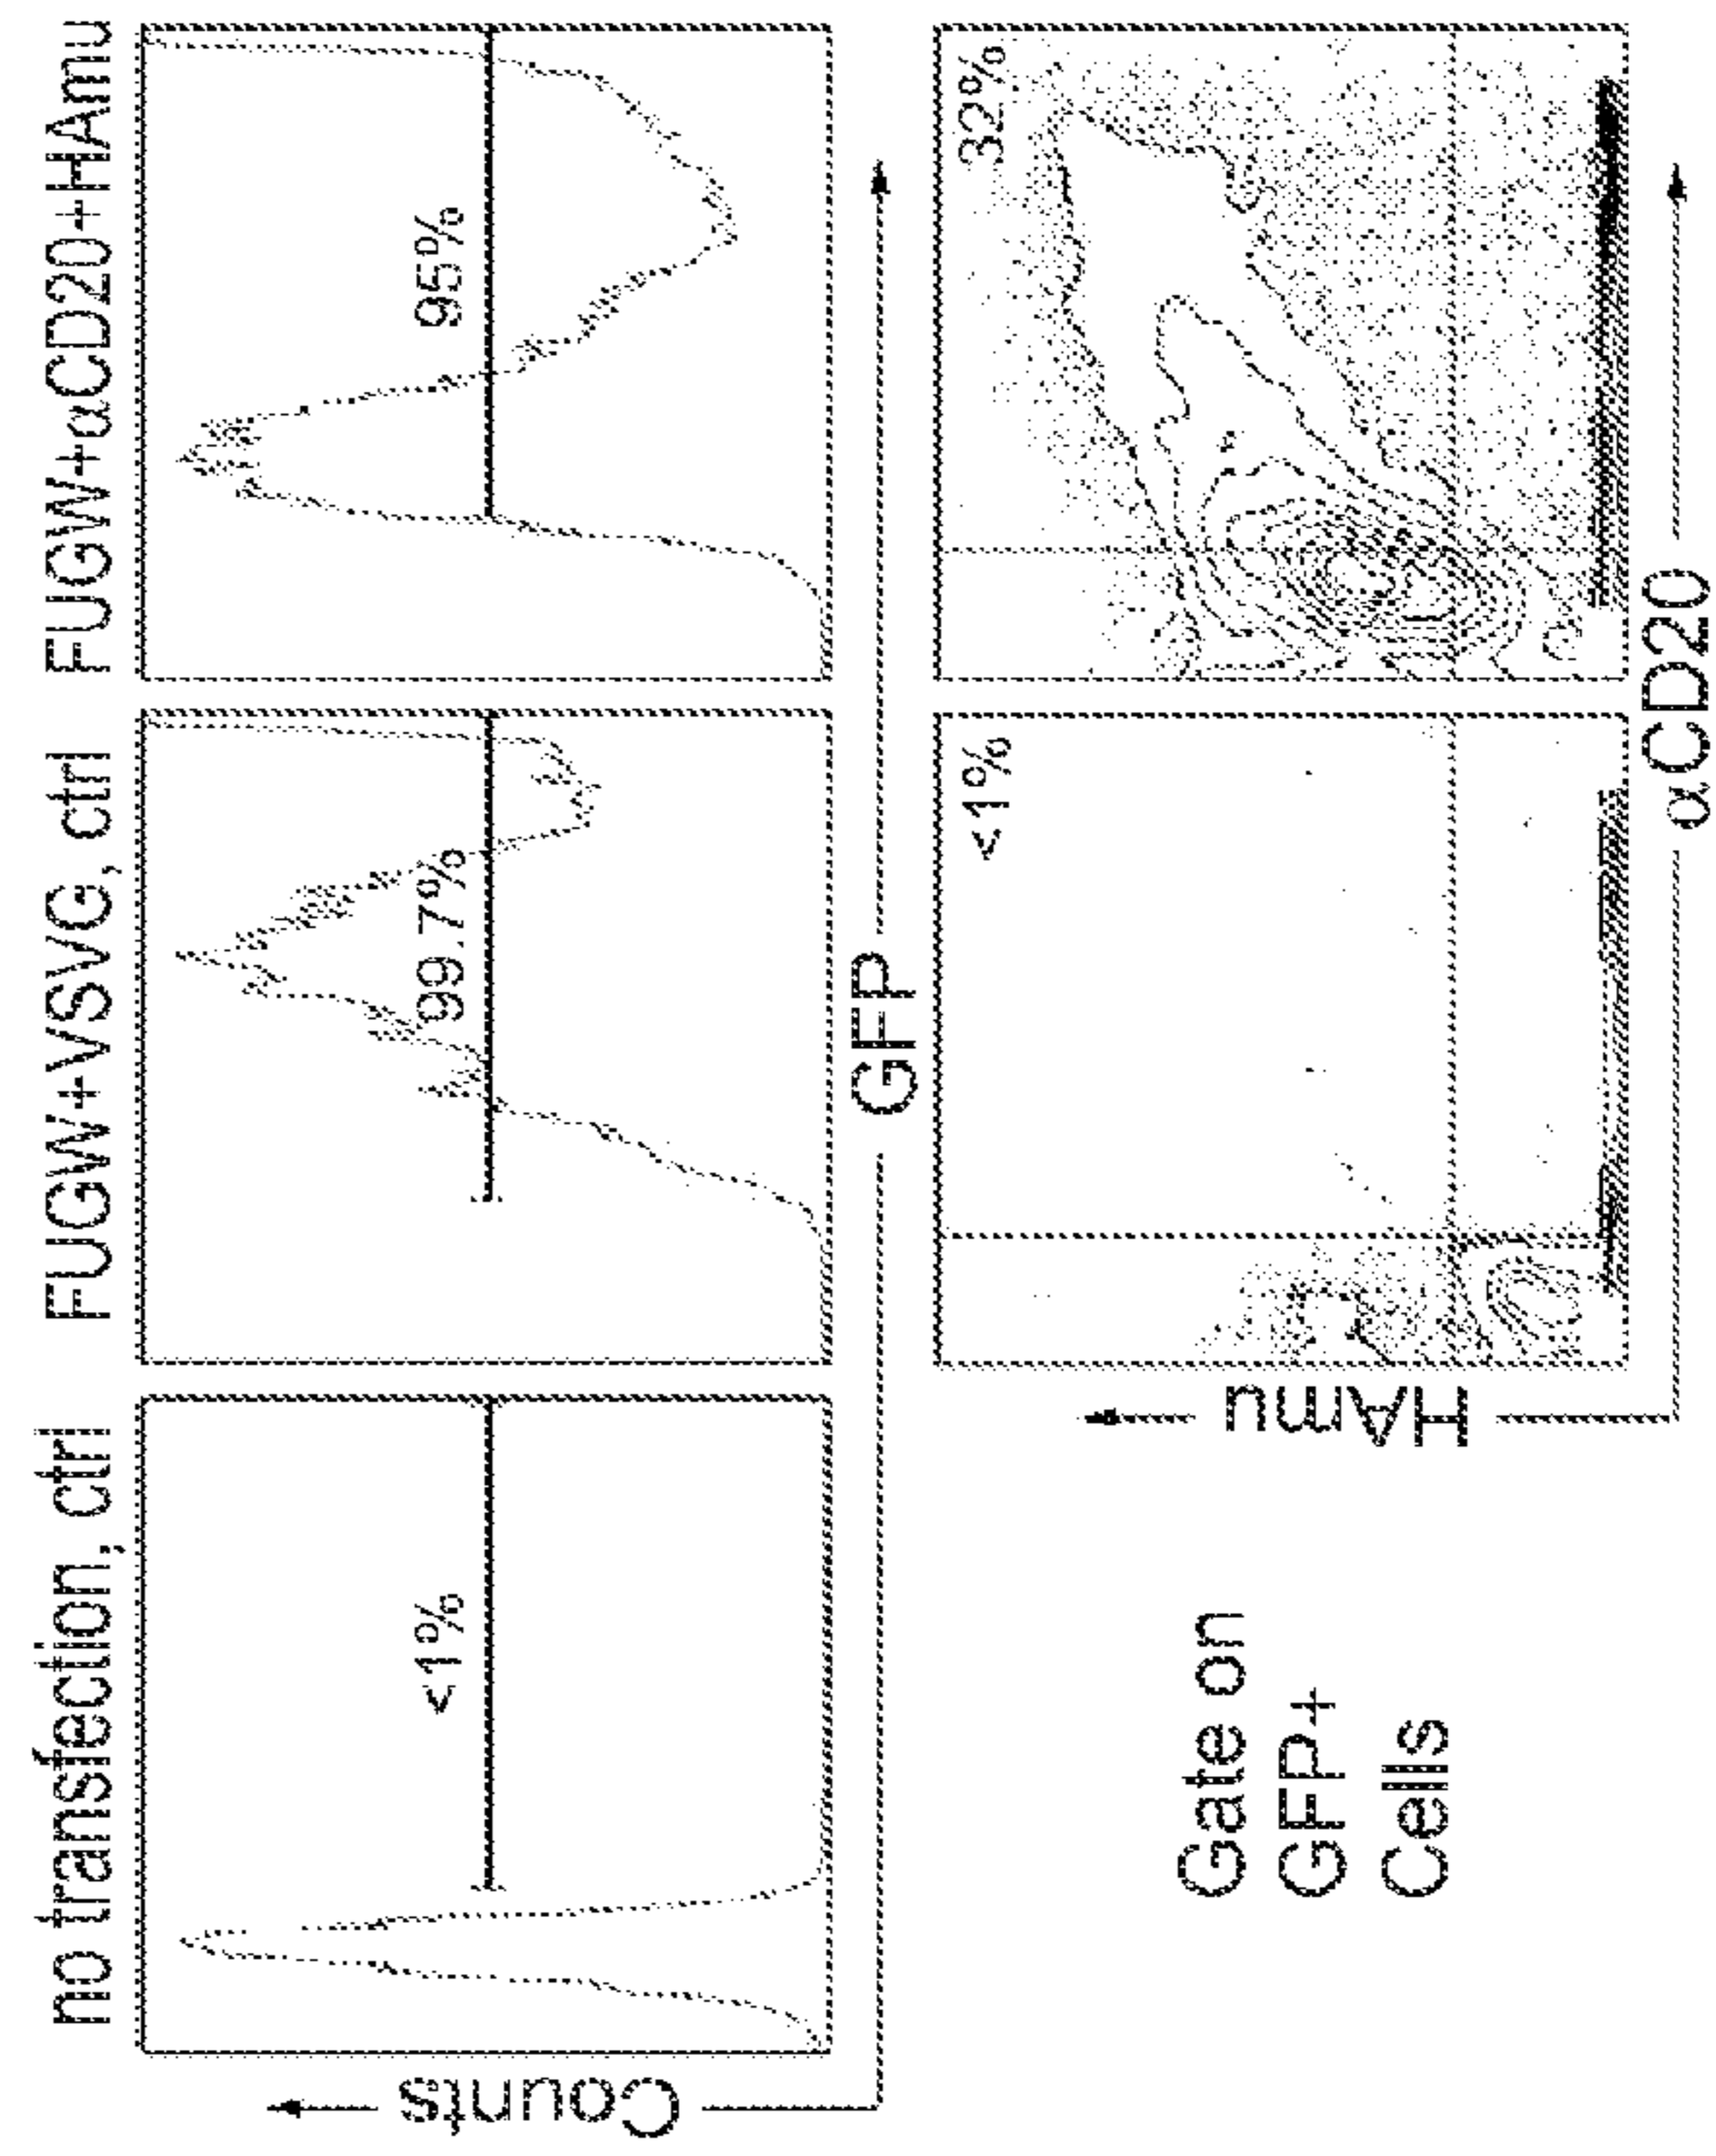 no transfection, ctrl
FUGW+VSVG, ctrl
FUGW+αCD20+HAmu
<1%
99.7%
95%
Counts
GFP
<1%
32%
Gate on
GFP+
Cells
HAmu
αCD20